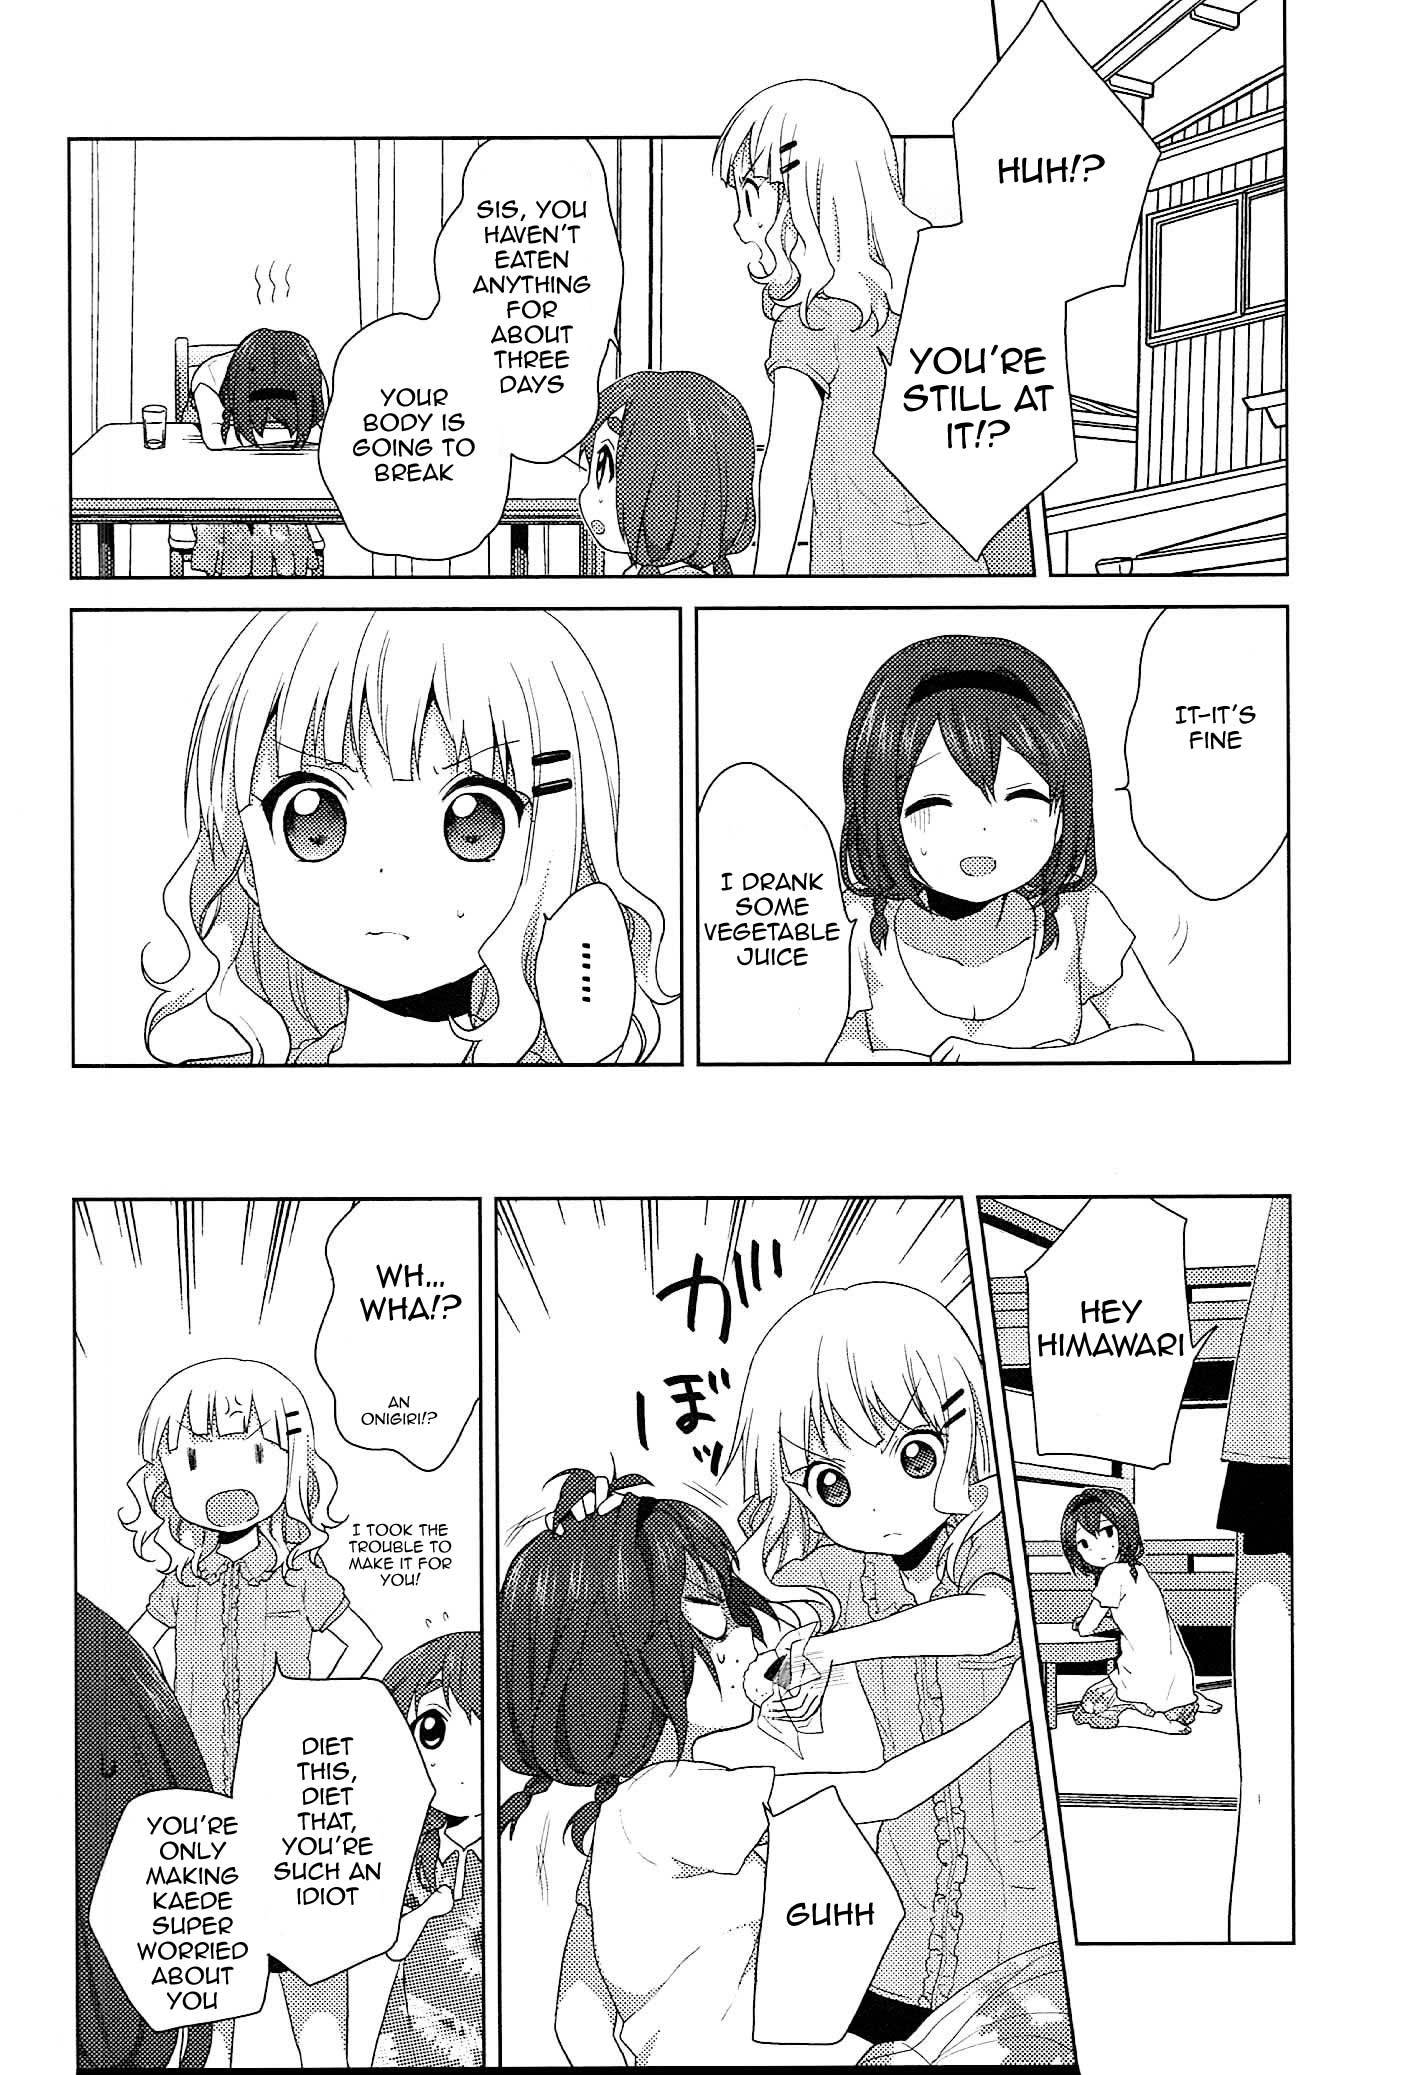 HUH!?
YOU'RE
STILL AT
IT!?
SIS, YOU
HAVEN'T
EATEN
ANYTHING
FOR
ABOUT
THREE
DAYS
YOUR
BODY IS
GOING TO
BREAK
IT-IT'S
FINE
I DRANK
SOME
VEGETABLE
JUICE
......
HEY
HIMAWARI
ガバ
ぼッ
GUHH
WH...
WHA!?
AN
ONIGIRI!?
I TOOK THE
TROUBLE TO
MAKE IT FOR
YOU!
DIET
THIS,
DIET
THAT,
YOU'RE
SUCH AN
IDIOT
YOU'RE
ONLY
MAKING
KAEDE
SUPER
WORRIED
ABOUT
YOU